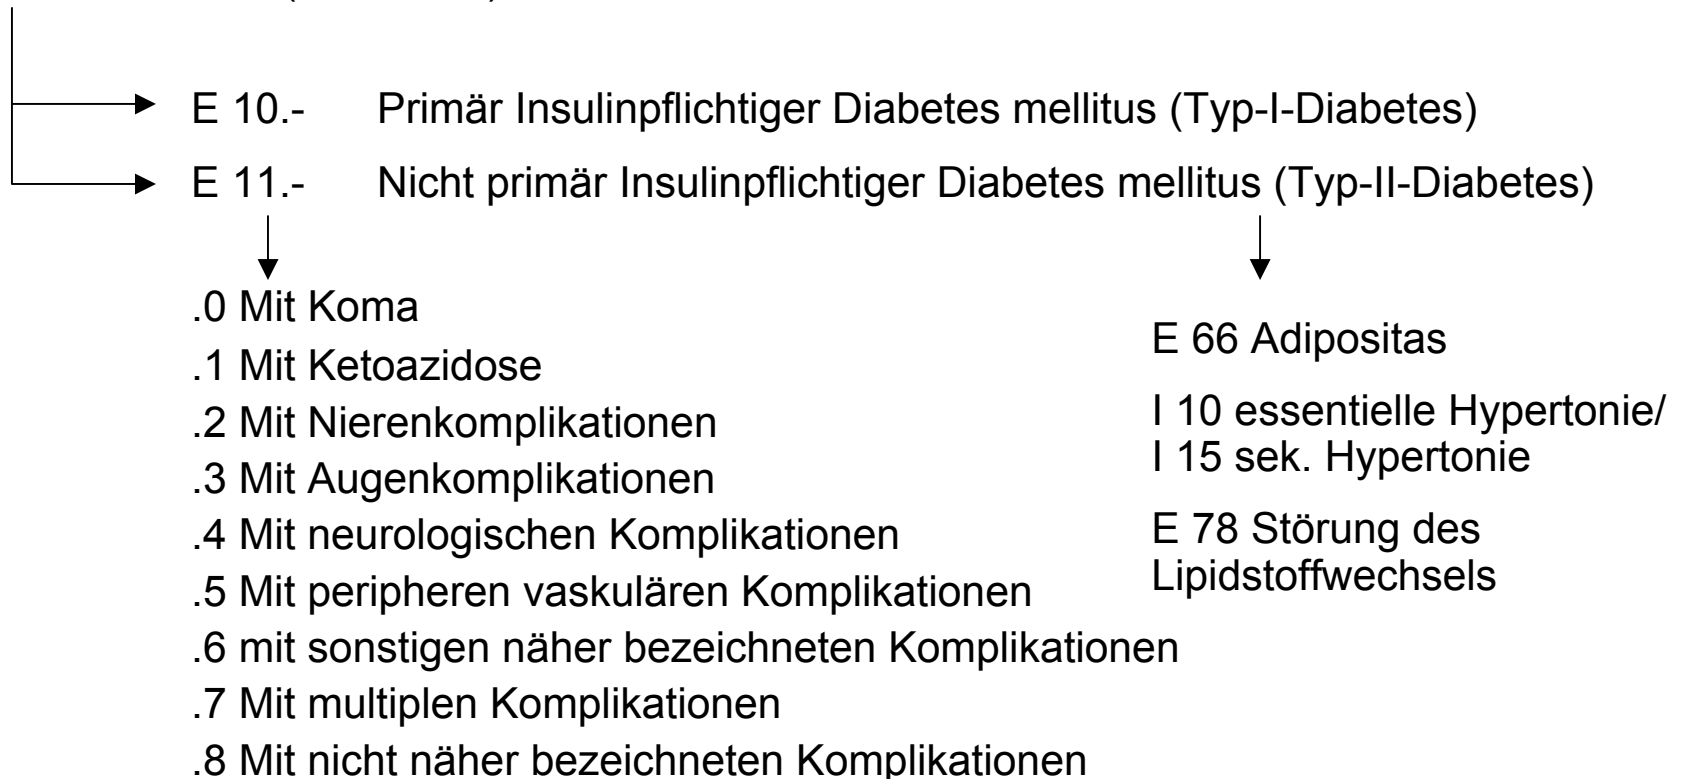 E 10.- Primär Insulinpflichtiger Diabetes mellitus (Typ-I-Diabetes)
E 11.- Nicht primär Insulinpflichtiger Diabetes mellitus (Typ-II-Diabetes)
.0 Mit Koma
.1 Mit Ketoazidose
.2 Mit Nierenkomplikationen
.3 Mit Augenkomplikationen
.4 Mit neurologischen Komplikationen
.5 Mit peripheren vaskulären Komplikationen
.6 mit sonstigen näher bezeichneten Komplikationen
.7 Mit multiplen Komplikationen
.8 Mit nicht näher bezeichneten Komplikationen
E 66 Adipositas
I 10 essentielle Hypertonie/
I 15 sek. Hypertonie
E 78 Störung des
Lipidstoffwechsels